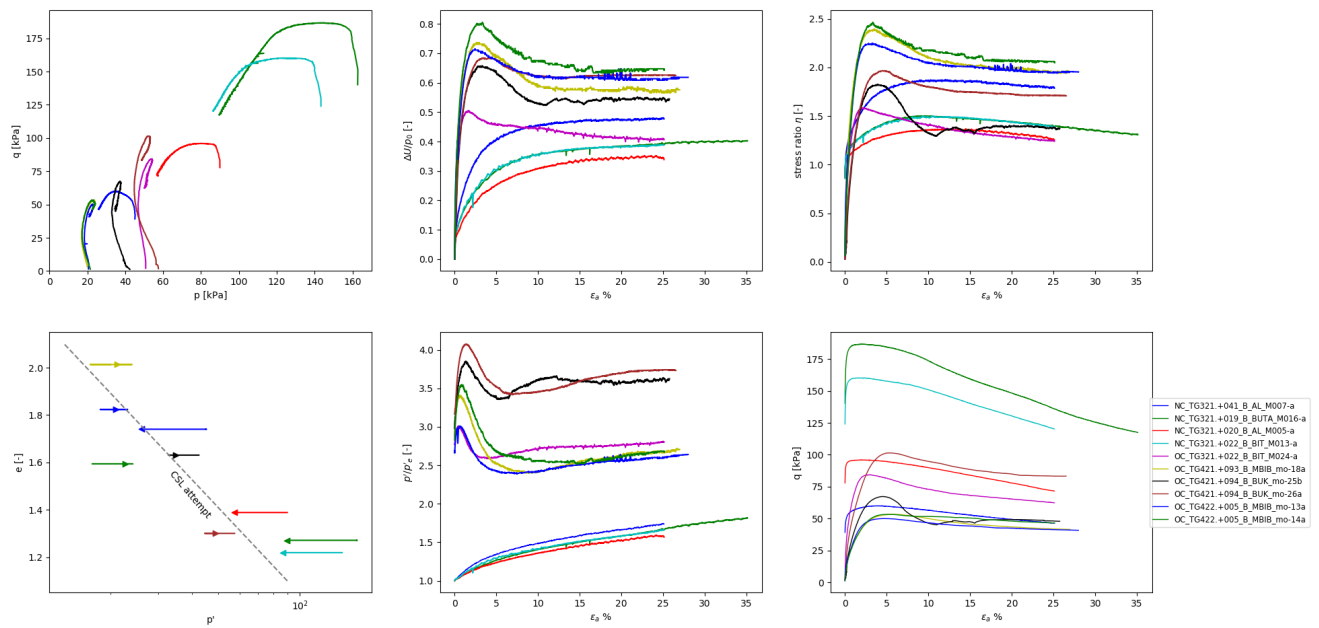 175
150
125
100
75
50
25
0
q [kPa]
0 20 40 60 80 100 120 140 160
p [kPa]
0.8
0.7
0.6
0.5
0.4
0.3
0.2
0.1
0.0
ΔU/p₀ [-]
0 5 10 15 20 25 30 35
εₐ %
2.5
2.0
1.5
1.0
0.5
0.0
stress ratio η [-]
0 5 10 15 20 25 30 35
εₐ %
2.0
1.8
1.6
1.4
1.2
e [-]
CSL attempt
10²
p'
4.0
3.5
3.0
2.5
2.0
1.5
1.0
p'/p'ₑ [-]
0 5 10 15 20 25 30 35
εₐ %
175
150
125
100
75
50
25
0
q [kPa]
0 5 10 15 20 25 30 35
εₐ %
NC_TG321.+041_B_AL_M007-a
NC_TG321.+019_B_BUTA_M016-a
NC_TG321.+020_B_AL_M005-a
NC_TG321.+022_B_BIT_M013-a
OC_TG321.+022_B_BIT_M024-a
OC_TG421.+093_B_MBIB_mo-18a
OC_TG421.+094_B_BUK_mo-25b
OC_TG421.+094_B_BUK_mo-26a
OC_TG422.+005_B_MBIB_mo-13a
OC_TG422.+005_B_MBIB_mo-14a